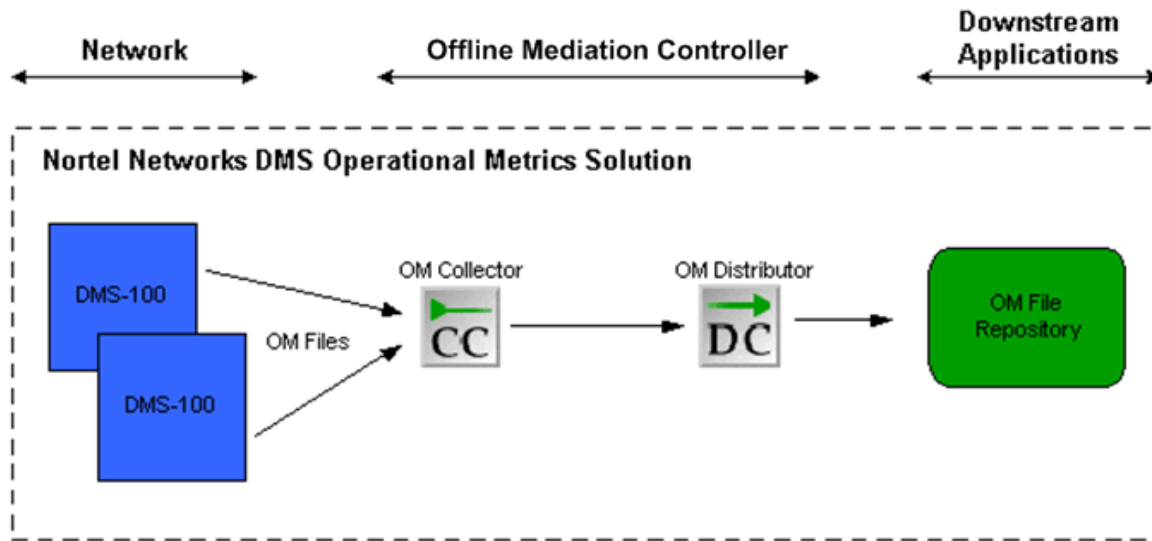 Network
Offline Mediation Controller
Downstream
Applications
Nortel Networks DMS Operational Metrics Solution
DMS-100
DMS-100
OM Files
OM Collector
CC
OM Distributor
DC
OM File
Repository